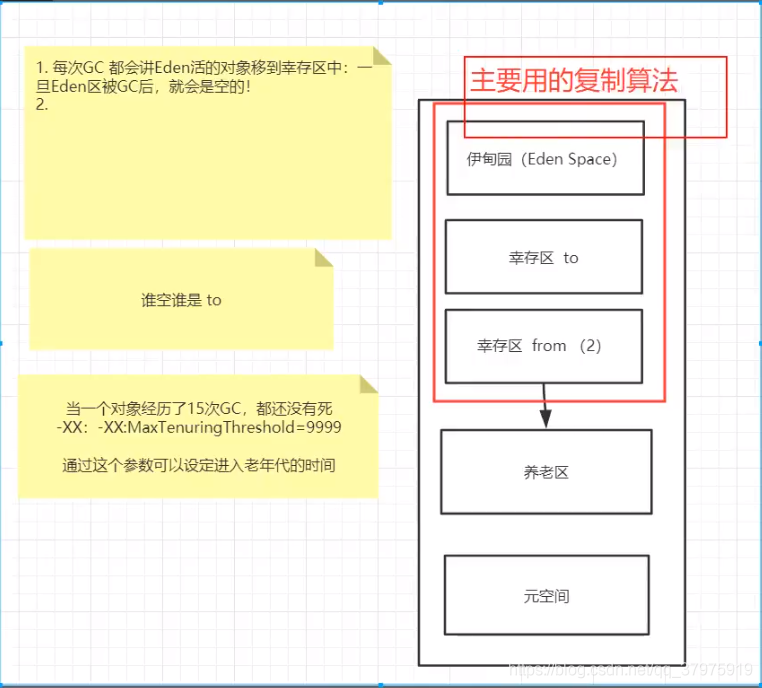 1. 每次GC 都会讲Eden活的对象移到幸存区中：一
旦Eden区被GC后，就会是空的！
2.
谁空谁是 to
当一个对象经历了15次GC，都还没有死
-XX：-XX:MaxTenuringThreshold=9999
通过这个参数可以设定进入老年代的时间
主要用的复制算法
伊甸园（Eden Space）
幸存区 to
幸存区 from （2）
养老区
元空间
https://blog.csdn.net/qq_37975919